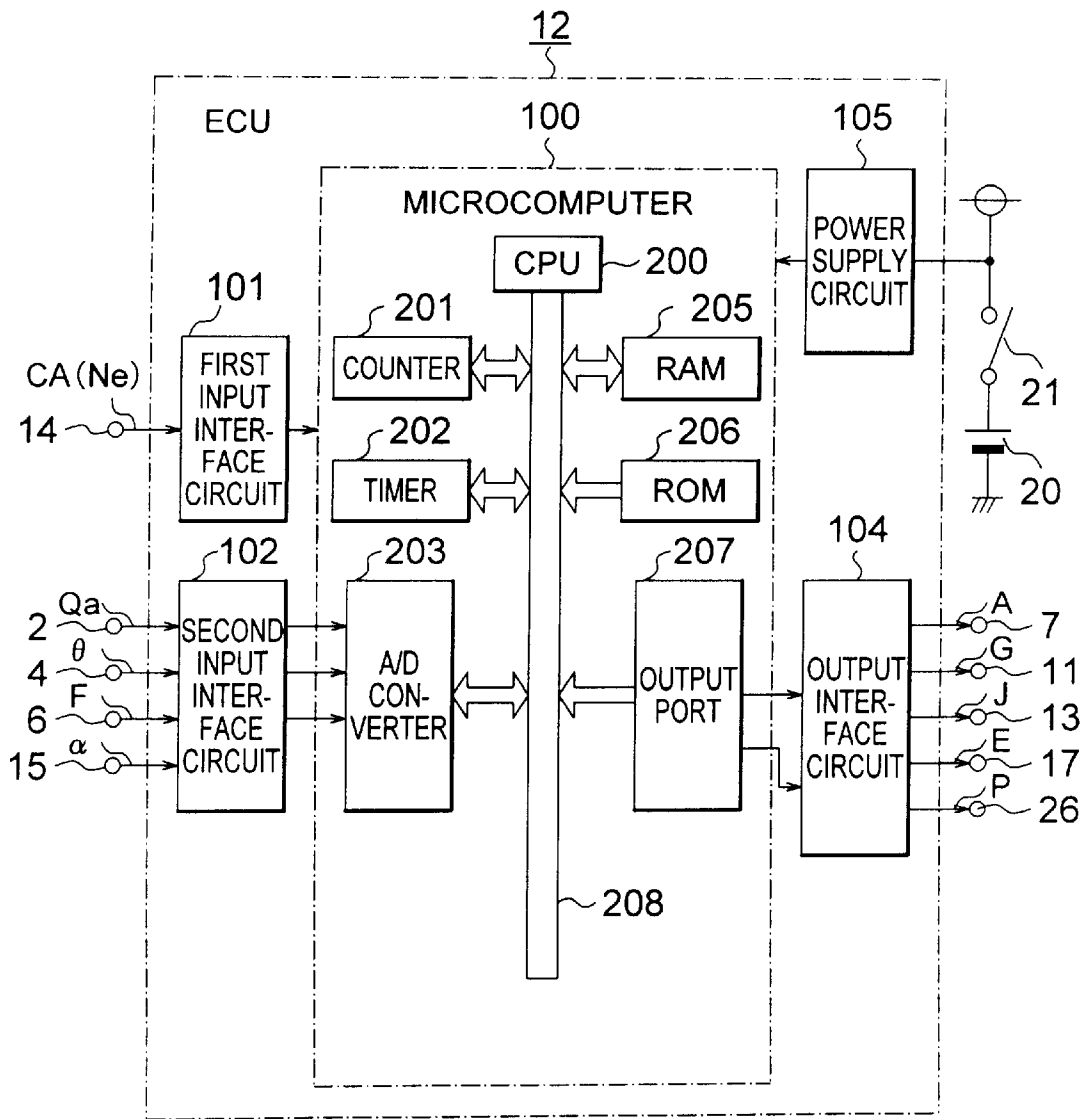 12
ECU
100
105
MICROCOMPUTER
POWER
SUPPLY
CIRCUIT
CPU
200
101
201
205
FIRST
INPUT
INTER-
FACE
CIRCUIT
COUNTER
RAM
21
CA(Ne)
14
202
206
TIMER
ROM
20
102
203
207
104
Qa
2
θ
4
F
6
α
15
SECOND
INPUT
INTER-
FACE
CIRCUIT
A/D
CON-
VERTER
OUTPUT
PORT
OUTPUT
INTER-
FACE
CIRCUIT
A
7
G
11
J
13
E
17
P
26
208